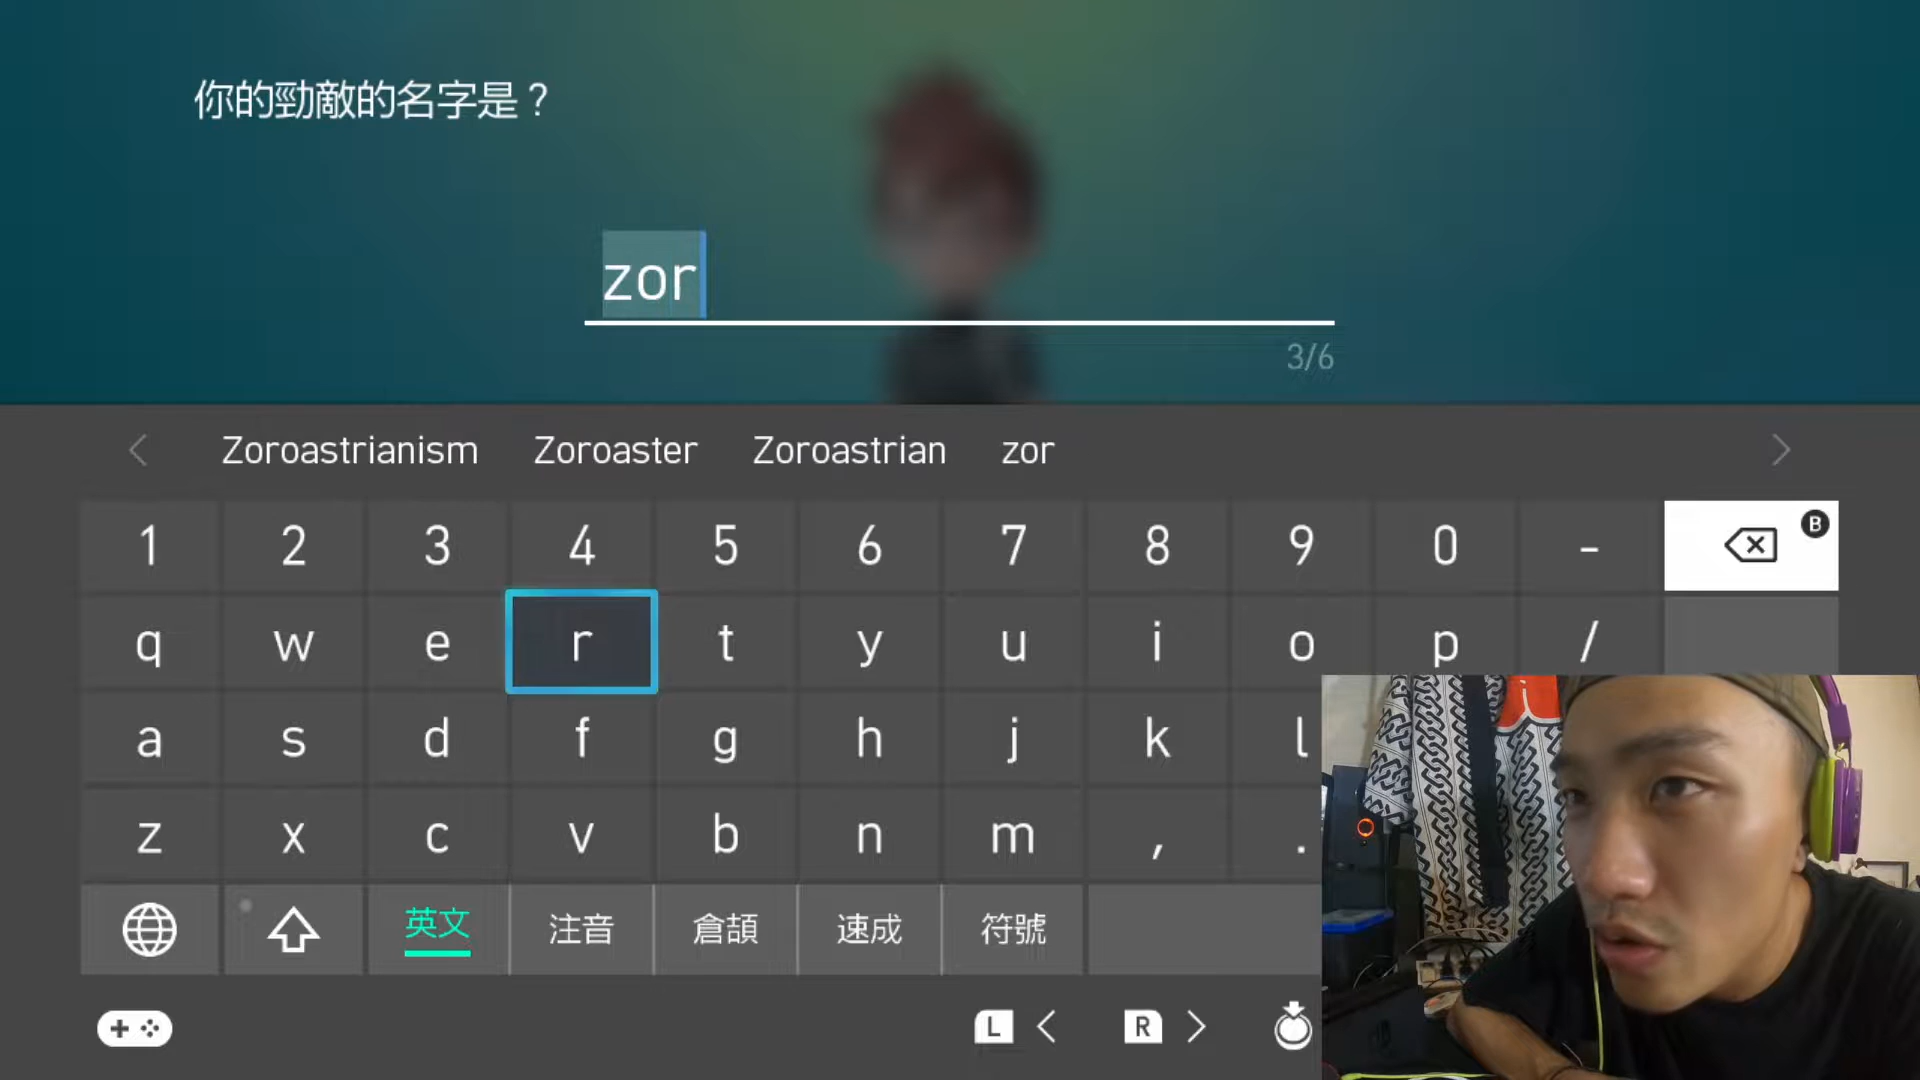 你的勁敵的名字是？
zor
3/6
Zoroastrianism Zoroaster Zoroastrian zor
1 2 3 4 5 6 7 8 9 0 - B
q w e r t y u i o p /
a s d f g h j k l
z x c v b n m , .
英文 注音 倉頡 速成 符號
L R